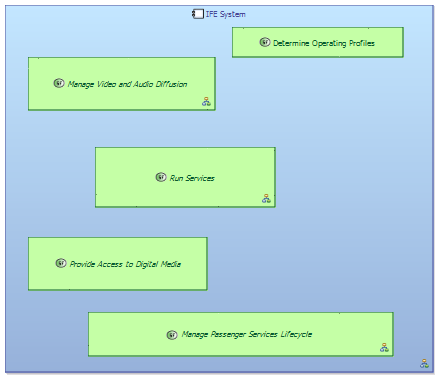 IFE System
Determine Operating Profiles
Manage Video and Audio Diffusion
Run Services
Provide Access to Digital Media
Manage Passenger Services Lifecycle